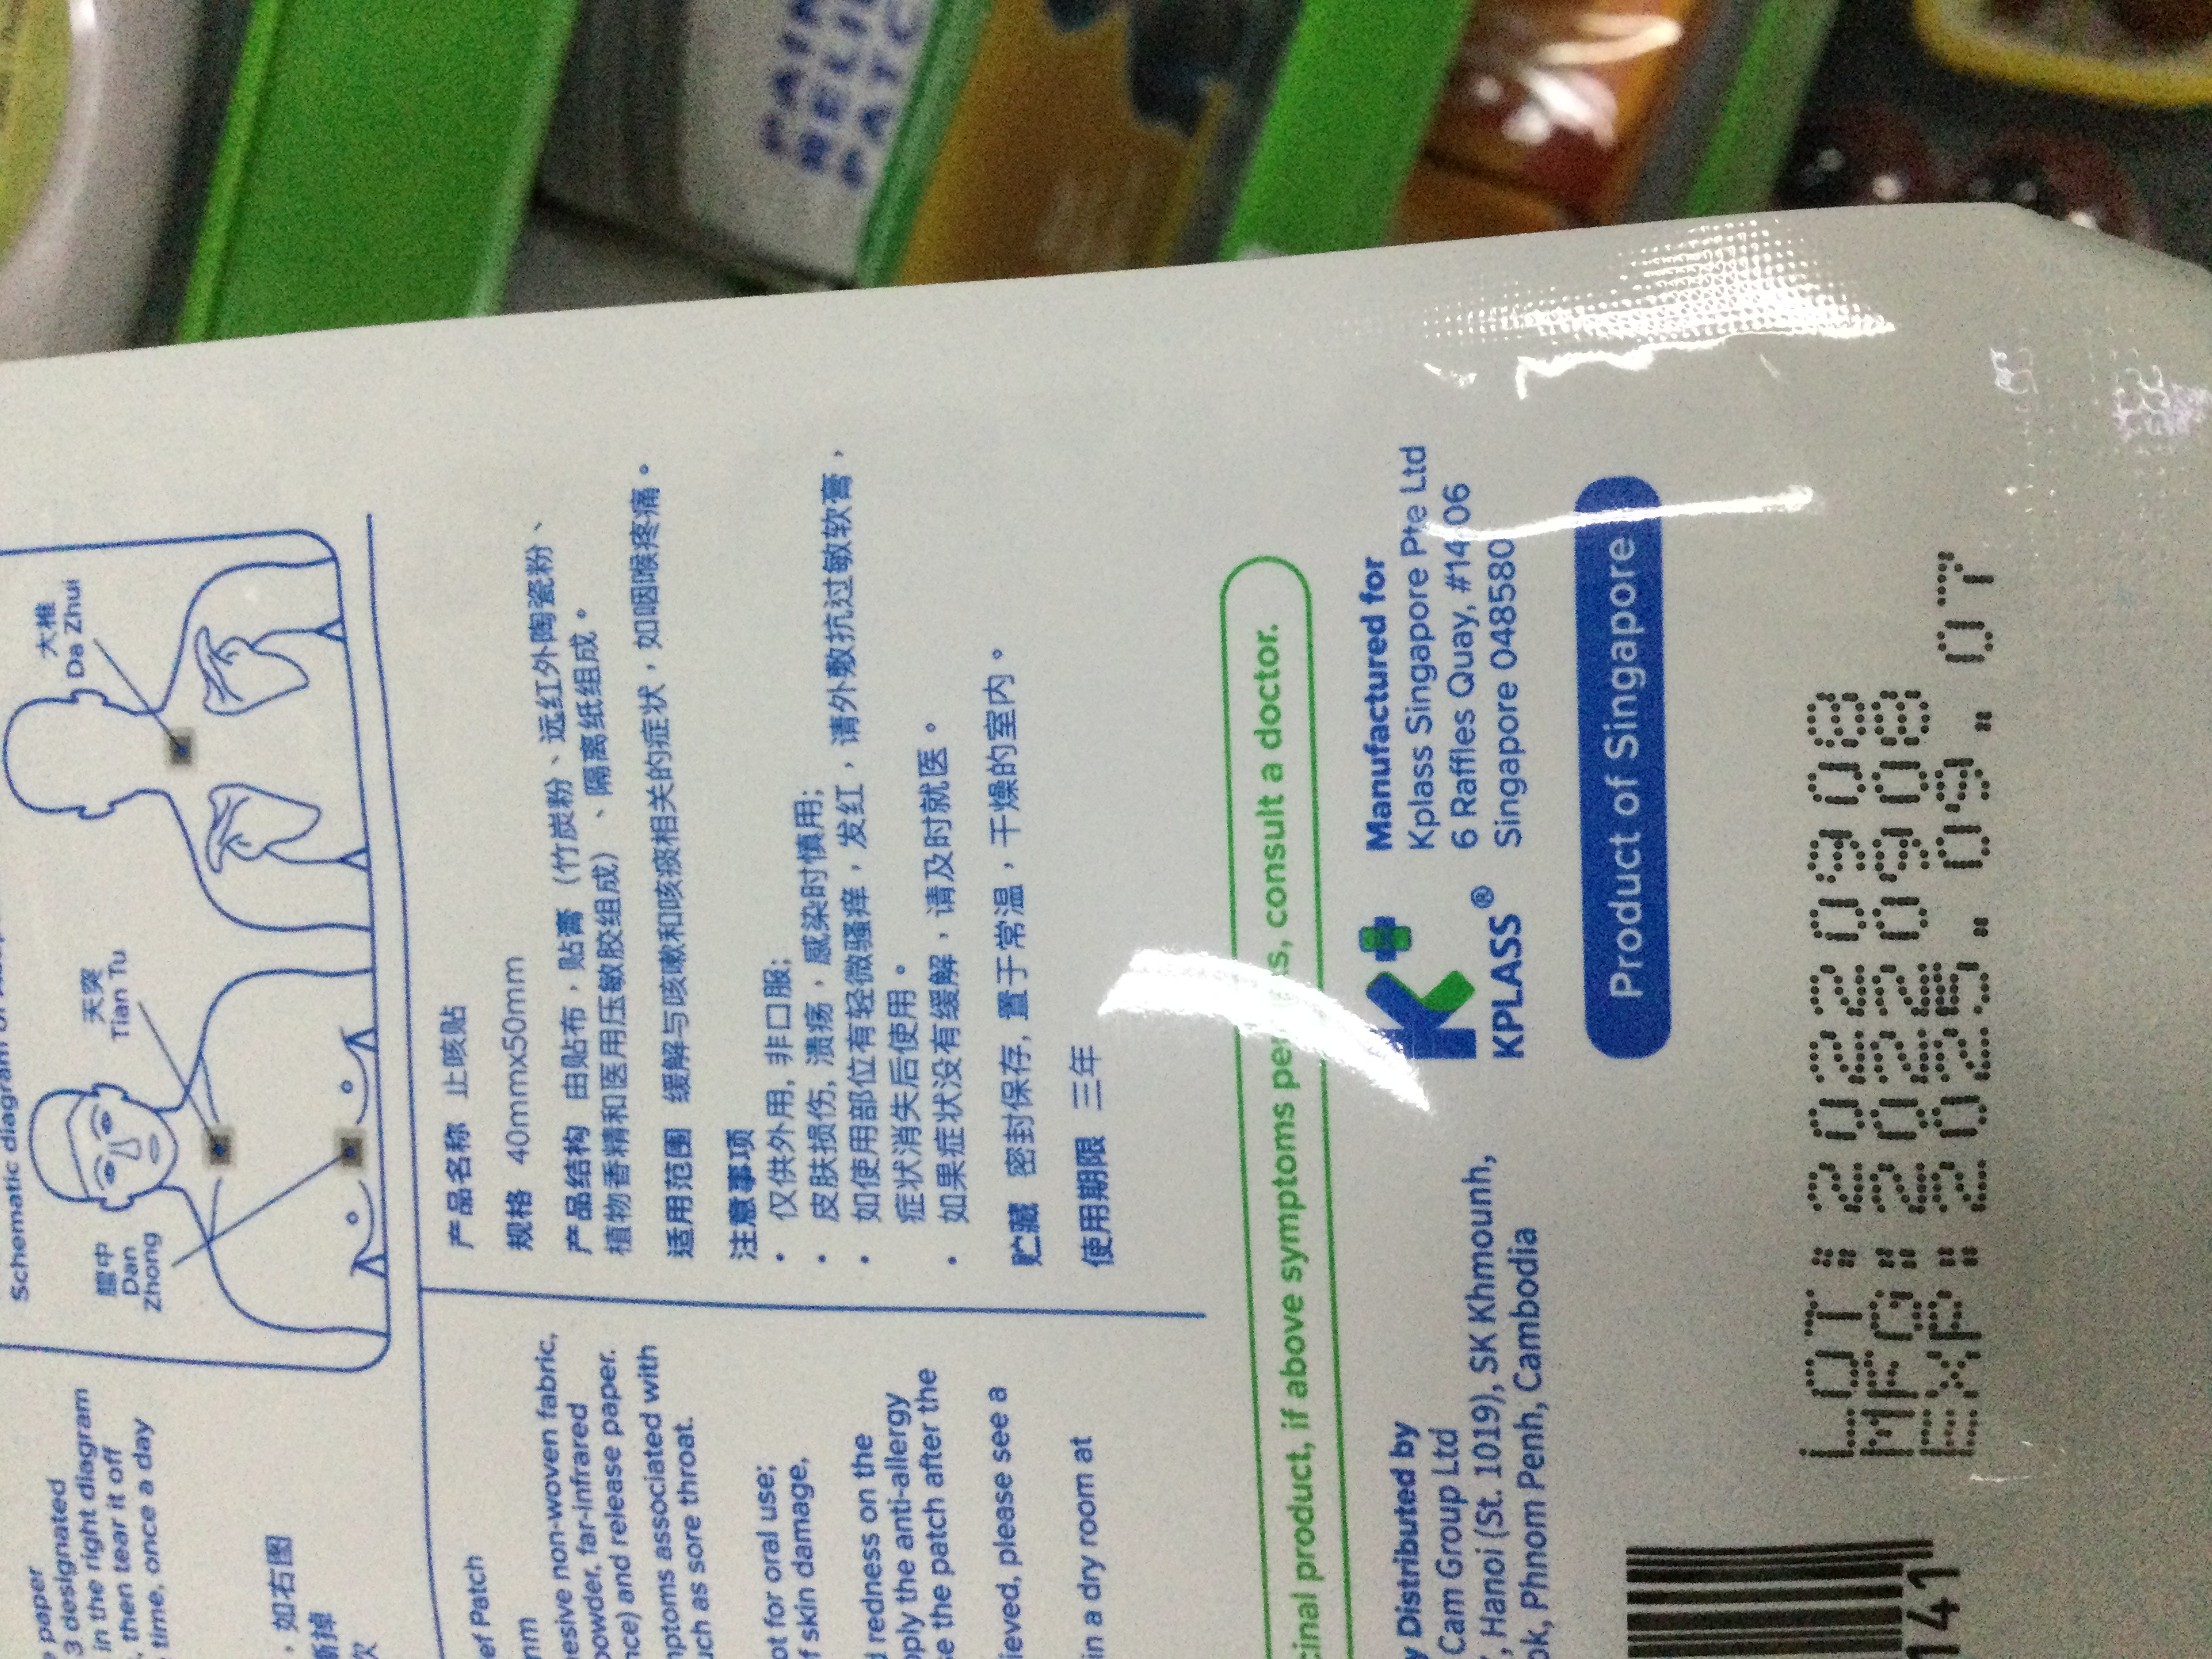 PAIN
RELIEF
PATC
Schematic diagram of
膻中
Dan
Zhong
天突
Tian Tu
大椎
Da Zhui
paper
3 designated
in the right diagram
, then tear it off
time, once a day
，如右图
产品名称 止咳贴
规格 40mmx50mm
产品结构 由贴布，贴膏（竹炭粉、远红外陶瓷粉、
植物香精和医用压敏胶组成）、隔离纸组成。
适用范围 缓解与咳嗽和咳痰相关的症状，如咽喉疼痛。
注意事项
• 仅供外用, 非口服;
• 皮肤损伤, 溃疡，感染时慎用;
• 如使用部位有轻微骚痒，发红，请外敷抗过敏软膏，
症状消失后使用。
• 如果症状没有缓解，请及时就医。
贮藏 密封保存, 置于常温，干燥的室内。
使用期限 三年
ef Patch
mm
esive non-woven fabric,
powder, far-infrared
nce) and release paper.
mptoms associated with
uch as sore throat.
ot for oral use;
f skin damage,
d redness on the
pply the anti-allergy
se the patch after the
ieved, please see a
in a dry room at
cinal product, if above symptoms persists, consult a doctor.
y Distributed by
Cam Group Ltd
, Hanoi (St. 1019), SK Khmounh,
ok, Phnom Penh, Cambodia
K+
KPLASS®
Manufactured for
Kplass Singapore Pte Ltd
6 Raffles Quay, #14-06
Singapore 048580
Product of Singapore
141
LOT: 20220908
MFG: 20220908
EXP: 2025.09.07